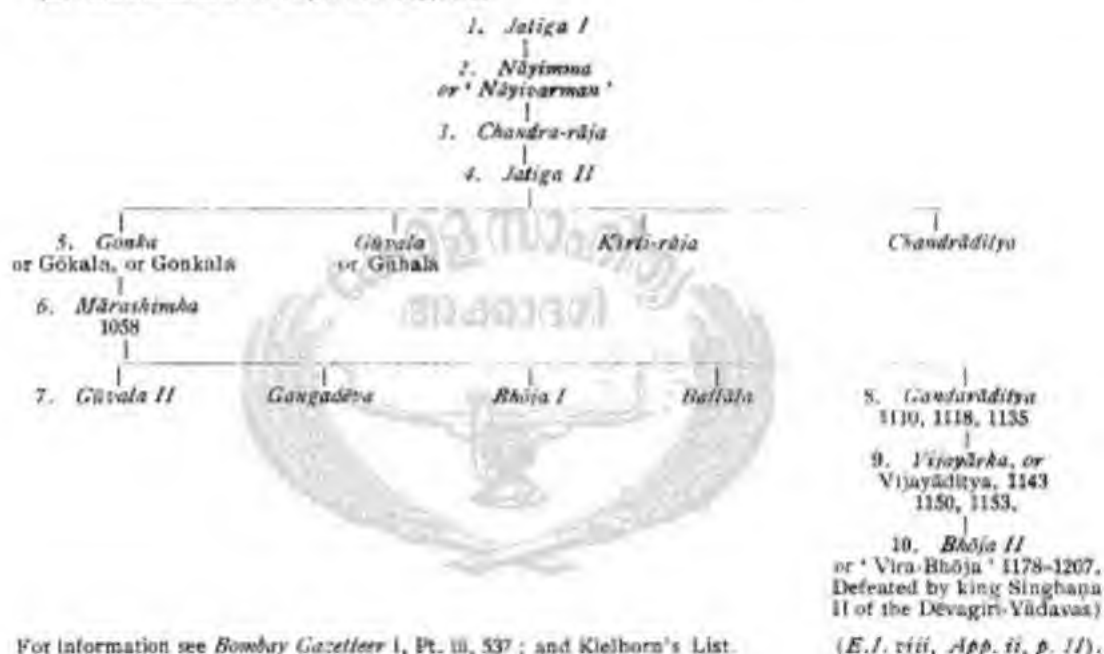 1. Jatiga I
2. Nāyimma
or ' Nāyivarman '
3. Chandra-rāja
4. Jatiga II
5. Gonka Gūvala Kīrti-rāja Chandrāditya
or Gōkala, or Gonkala or Gūhala
6. Mārashimha
1058
7. Gūvala II Gangadēva Bhōja I Ballāla 8. Gandarāditya
1110, 1118, 1135
9. Vijayārka, or
Vijayāditya, 1143
1150, 1153.
10. Bhōja II
or ' Vīra-Bhōja ' 1178–1207.
Defeated by king Singhaṇa
II of the Dēvagiri-Yādavas)
For information see Bombay Gazetteer i, Pt. iii, 537 ; and Kielhorn's List. (E.I. viii, App. ii, p. 11).